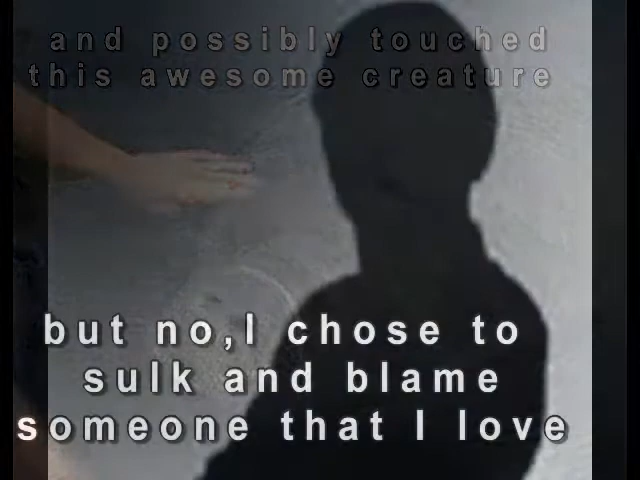 and possibly touched
this awesome creature
but no,I chose to
sulk and blame
someone that I love